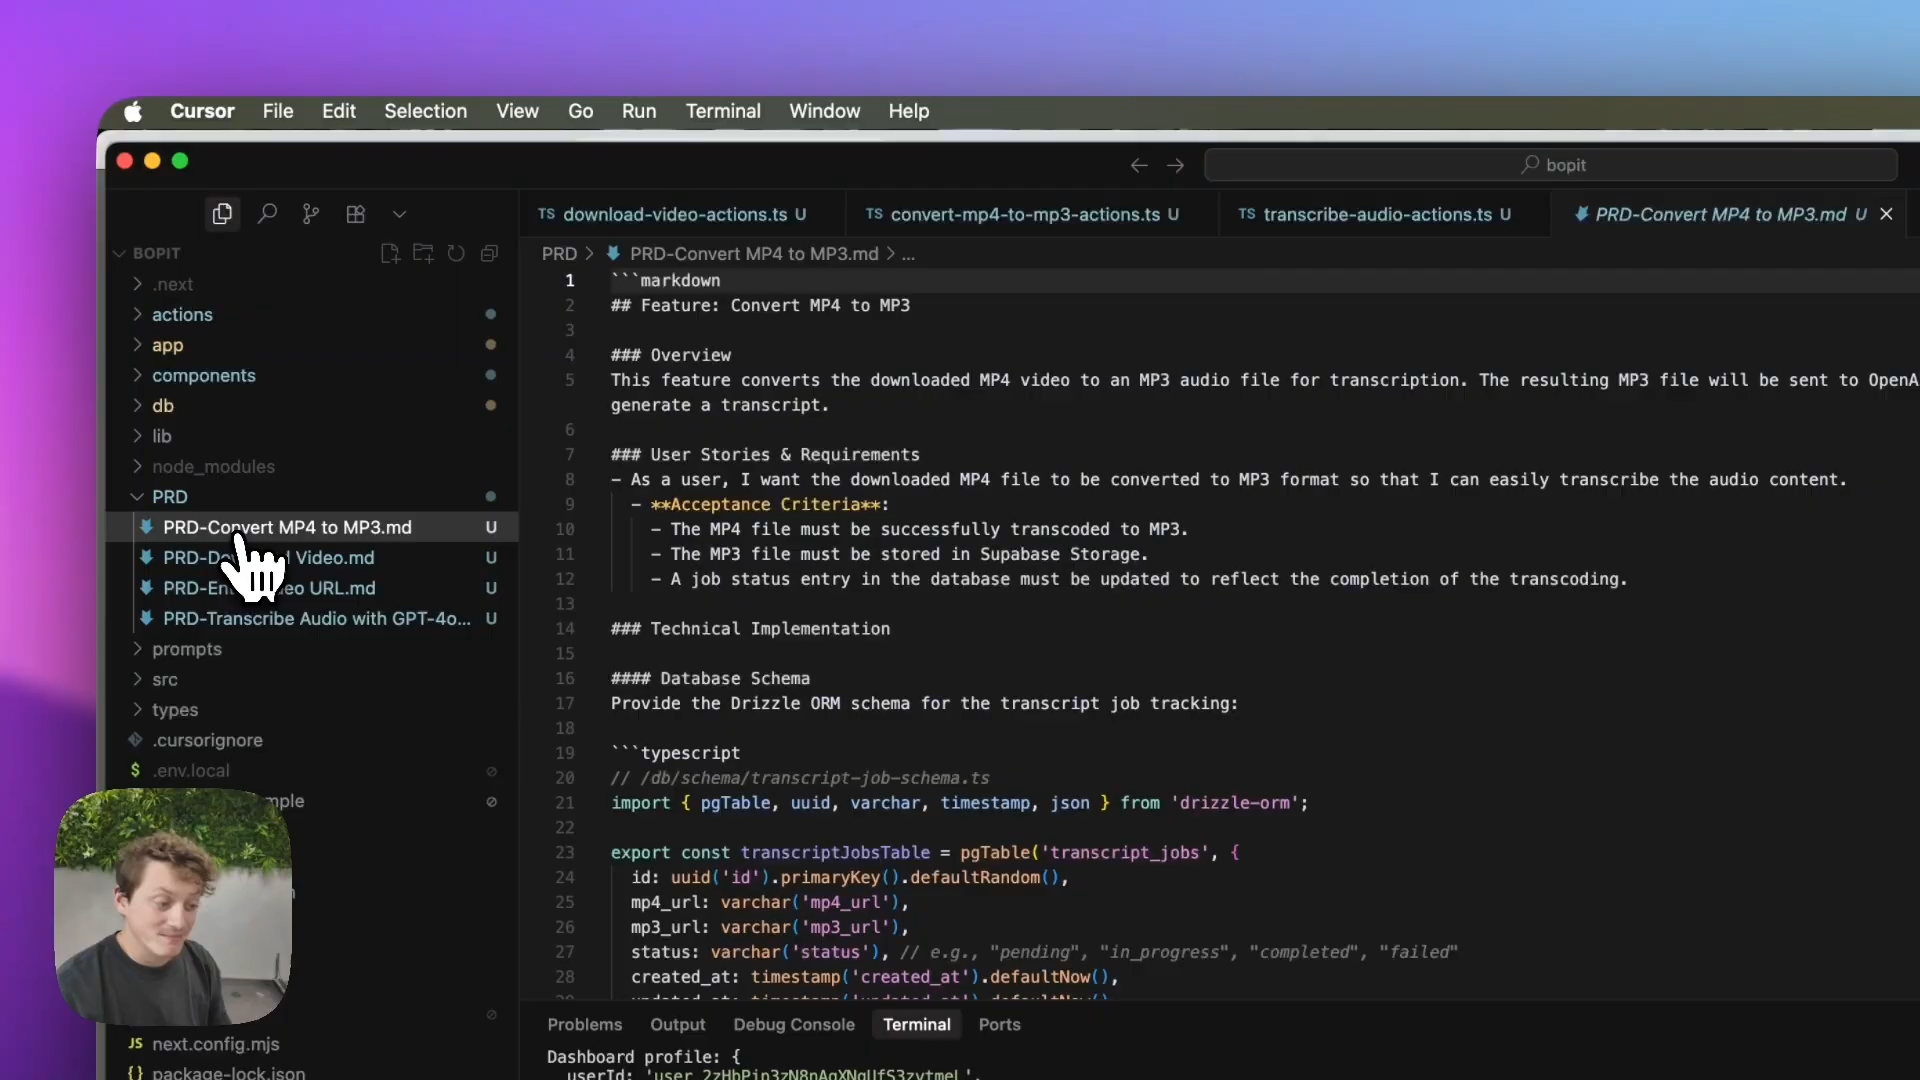 Cursor File Edit Selection View Go Run Terminal Window Help
bopit
TS download-video-actions.ts U TS convert-mp4-to-mp3-actions.ts U TS transcribe-audio-actions.ts U PRD-Convert MP4 to MP3.md U
BOPIT
.next
actions
app
components
db
lib
node_modules
PRD
PRD-Convert MP4 to MP3.md U
Video.md U
URL.md U
PRD-Transcribe Audio with GPT-4o... U
prompts
src
types
.cursorignore
$ .env.local
JS next.config.mjs
{} package-lock.json
PRD > PRD-Convert MP4 to MP3.md > ...
1 ```markdown
2 ## Feature: Convert MP4 to MP3
3
4 ### Overview
5 This feature converts the downloaded MP4 video to an MP3 audio file for transcription. The resulting MP3 file will be sent to OpenA
generate a transcript.
6
7 ### User Stories & Requirements
8 - As a user, I want the downloaded MP4 file to be converted to MP3 format so that I can easily transcribe the audio content.
9 - **Acceptance Criteria**:
10 - The MP4 file must be successfully transcoded to MP3.
11 - The MP3 file must be stored in Supabase Storage.
12 - A job status entry in the database must be updated to reflect the completion of the transcoding.
13
14 ### Technical Implementation
15
16 #### Database Schema
17 Provide the Drizzle ORM schema for the transcript job tracking:
18
19 ```typescript
20 // /db/schema/transcript-job-schema.ts
21 import { pgTable, uuid, varchar, timestamp, json } from 'drizzle-orm';
22
23 export const transcriptJobsTable = pgTable('transcript_jobs', {
24 id: uuid('id').primaryKey().defaultRandom(),
25 mp4_url: varchar('mp4_url'),
26 mp3_url: varchar('mp3_url'),
27 status: varchar('status'), // e.g., "pending", "in_progress", "completed", "failed"
28 created_at: timestamp('created_at').defaultNow(),
Problems Output Debug Console Terminal Ports
Dashboard profile: {
userId: